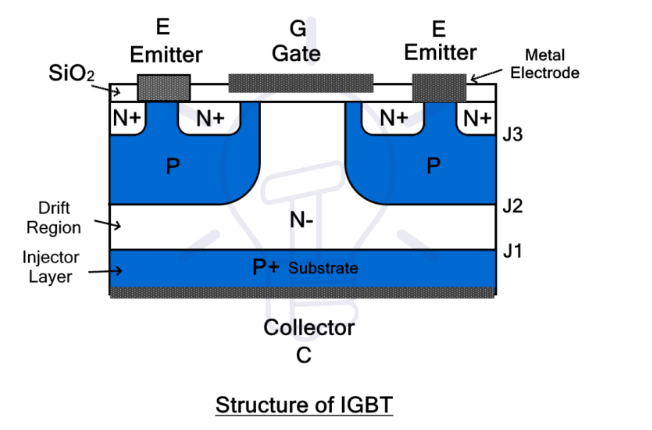 E
Emitter
G
Gate
E
Emitter
Metal
Electrode
SiO₂
N+
N+
N+
N+
J3
P
P
J2
Drift
Region
N-
J1
Injector
Layer
P+ Substrate
Collector
C
Structure of IGBT